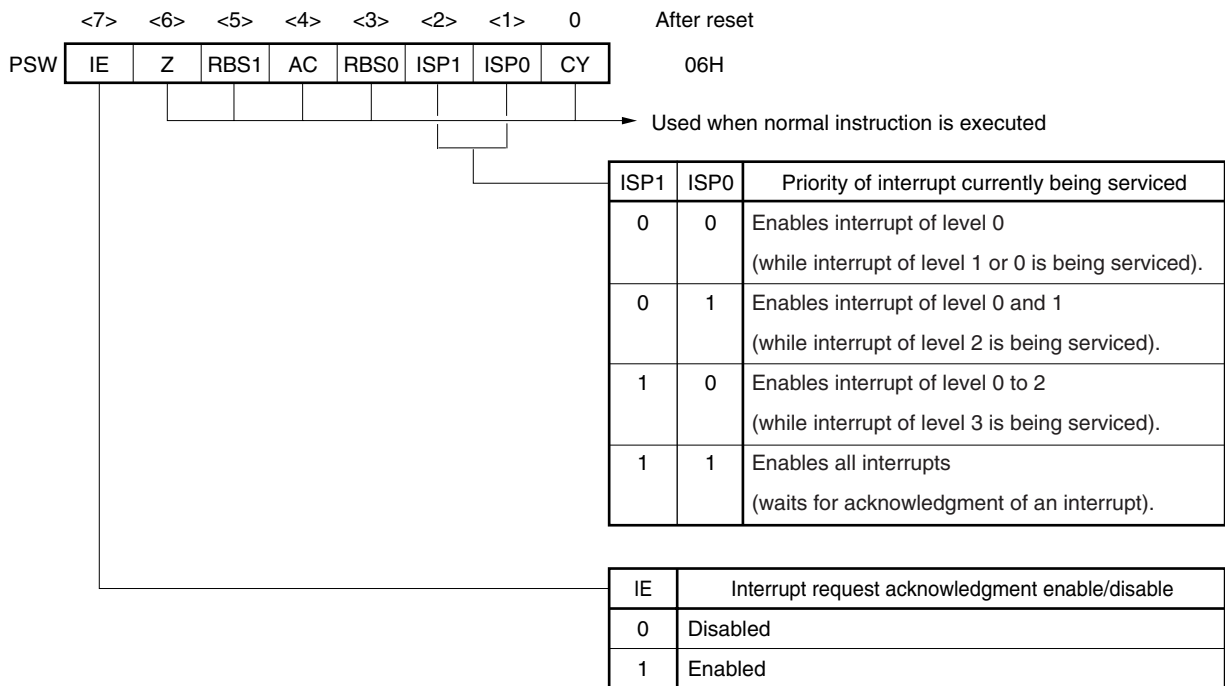 <7> <6> <5> <4> <3> <2> <1> 0 After reset
PSW IE Z RBS1 AC RBS0 ISP1 ISP0 CY 06H
Used when normal instruction is executed
ISP1 ISP0 Priority of interrupt currently being serviced
0 0 Enables interrupt of level 0
(while interrupt of level 1 or 0 is being serviced).
0 1 Enables interrupt of level 0 and 1
(while interrupt of level 2 is being serviced).
1 0 Enables interrupt of level 0 to 2
(while interrupt of level 3 is being serviced).
1 1 Enables all interrupts
(waits for acknowledgment of an interrupt).
IE Interrupt request acknowledgment enable/disable
0 Disabled
1 Enabled